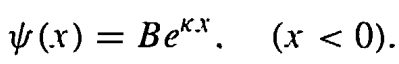 ψ(x) = Be^{κx}. (x < 0).